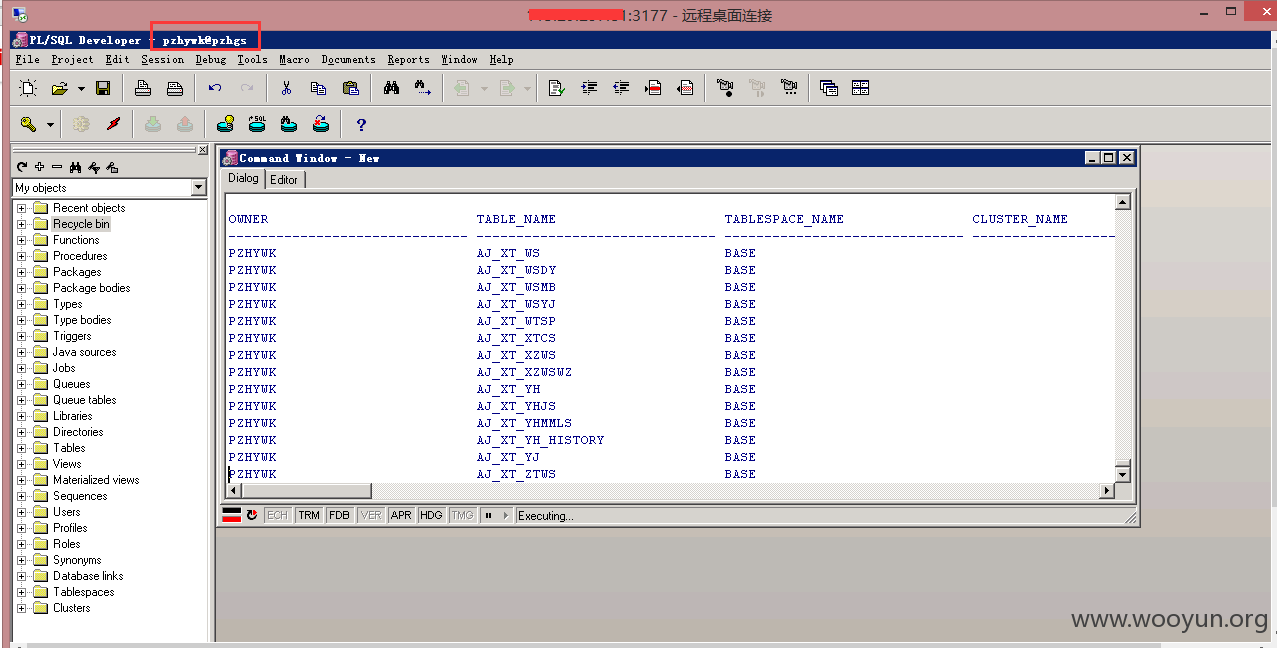 :3177 - 远程桌面连接
PL/SQL Developer - pzhywk@pzhgs
File Project Edit Session Debug Tools Macro Documents Reports Window Help
My objects
Recent objects
Recycle bin
Functions
Procedures
Packages
Package bodies
Types
Type bodies
Triggers
Java sources
Jobs
Queues
Queue tables
Libraries
Directories
Tables
Views
Materialized views
Sequences
Users
Profiles
Roles
Synonyms
Database links
Tablespaces
Clusters
Command Window - New
Dialog Editor
OWNER TABLE_NAME TABLESPACE_NAME CLUSTER_NAME
PZHYWK AJ_XT_WS BASE
PZHYWK AJ_XT_WSDY BASE
PZHYWK AJ_XT_WSMB BASE
PZHYWK AJ_XT_WSYJ BASE
PZHYWK AJ_XT_WTSP BASE
PZHYWK AJ_XT_XTCS BASE
PZHYWK AJ_XT_XZWS BASE
PZHYWK AJ_XT_XZWSWZ BASE
PZHYWK AJ_XT_YH BASE
PZHYWK AJ_XT_YHJS BASE
PZHYWK AJ_XT_YHMMLS BASE
PZHYWK AJ_XT_YH_HISTORY BASE
PZHYWK AJ_XT_YJ BASE
PZHYWK AJ_XT_ZTWS BASE
ECH TRM FDB VER APR HDG TMG Executing...
www.wooyun.org